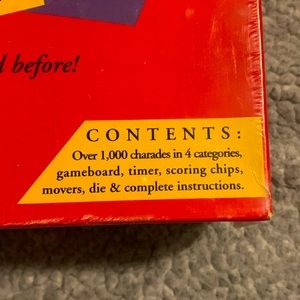 d before!
CONTENTS:
Over 1,000 charades in 4 categories,
gameboard, timer, scoring chips,
movers, die & complete instructions.